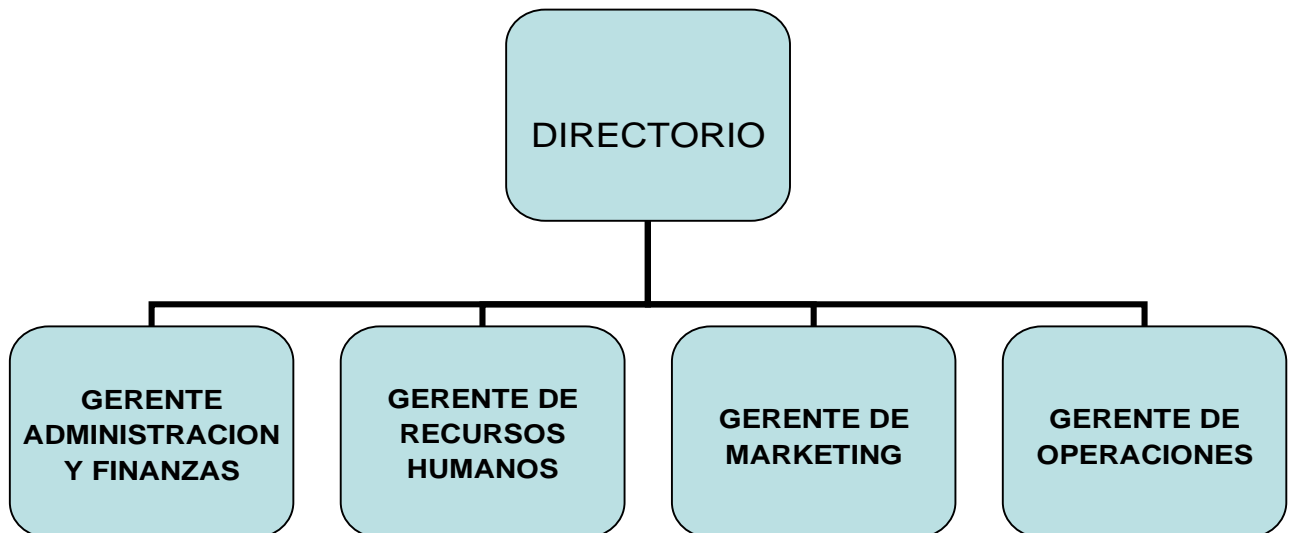 DIRECTORIO
GERENTE
ADMINISTRACION
Y FINANZAS
GERENTE DE
RECURSOS
HUMANOS
GERENTE DE
MARKETING
GERENTE DE
OPERACIONES